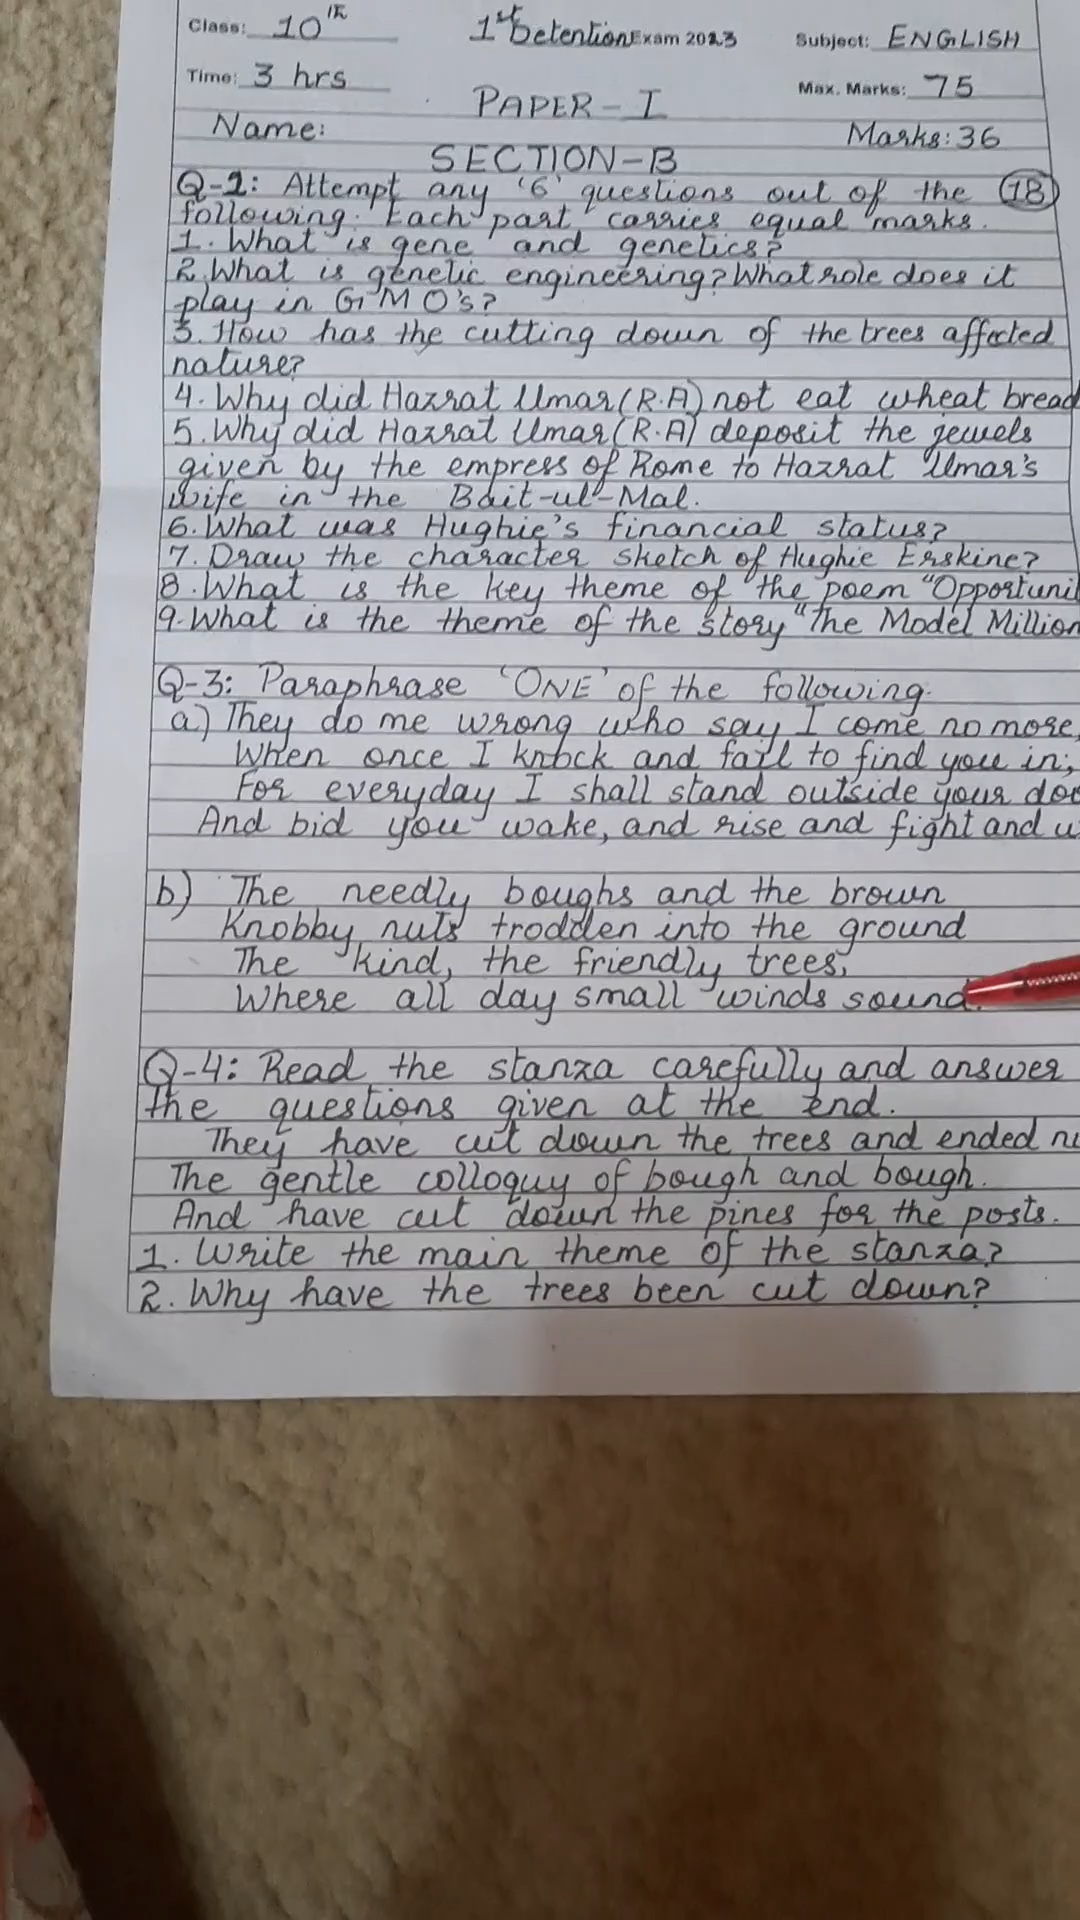 Class: 10th 1st Detention Exam 2023 Subject: ENGLISH
Time: 3 hrs Max. Marks: 75
PAPER-I
Name: Marks: 36
SECTION-B
Q-2: Attempt any '6' questions out of the (18)
following. Each part carries equal marks.
1. What is gene and genetics?
2. What is genetic engineering? What role does it
play in GMO's?
3. How has the cutting down of the trees affected
nature?
4. Why did Hazrat Umar (R.A) not eat wheat bread
5. Why did Hazrat Umar (R.A) deposit the jewels
given by the empress of Rome to Hazrat Umar's
wife in the Bait-ul-Mal.
6. What was Hughie's financial status?
7. Draw the character sketch of Hughie Erskine?
8. What is the key theme of the poem "Opportuni
9. What is the theme of the story "The Model Million
Q-3: Paraphrase 'ONE' of the following.
a) They do me wrong who say I come no more,
When once I knock and fail to find you in;
For everyday I shall stand outside your doo
And bid you wake, and rise and fight and
b) The needly boughs and the brown
Knobby nuts trodden into the ground
The kind, the friendly trees,
Where all day small winds sound.
Q-4: Read the stanza carefully and answer
the questions given at the end.
They have cut down the trees and ended
The gentle colloquy of bough and bough.
And have cut down the pines for the posts.
1. Write the main theme of the stanza?
2. Why have the trees been cut down?